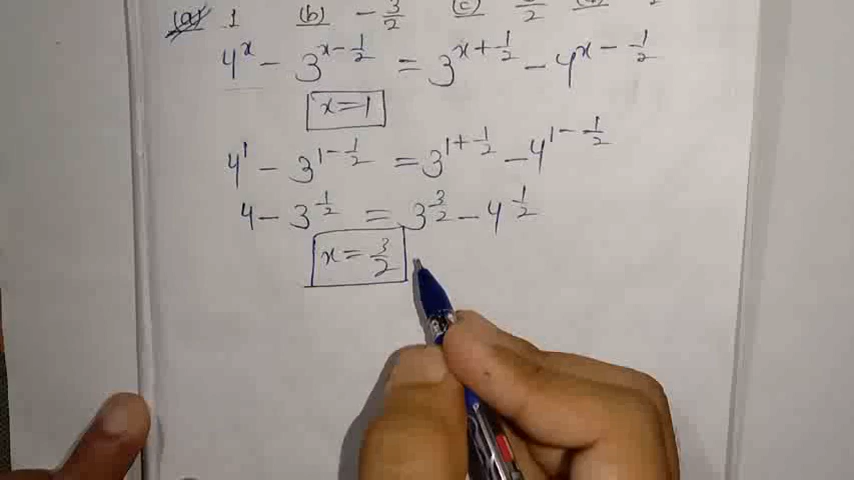 (a) 1 (b) -3/2 (c) /2
4^x - 3^(x-1/2) = 3^(x+1/2) - 4^(x-1/2)
x=1
4^1 - 3^(1-1/2) = 3^(1+1/2) - 4^(1-1/2)
4 - 3^(1/2) = 3^(3/2) - 4^(1/2)
x=3/2